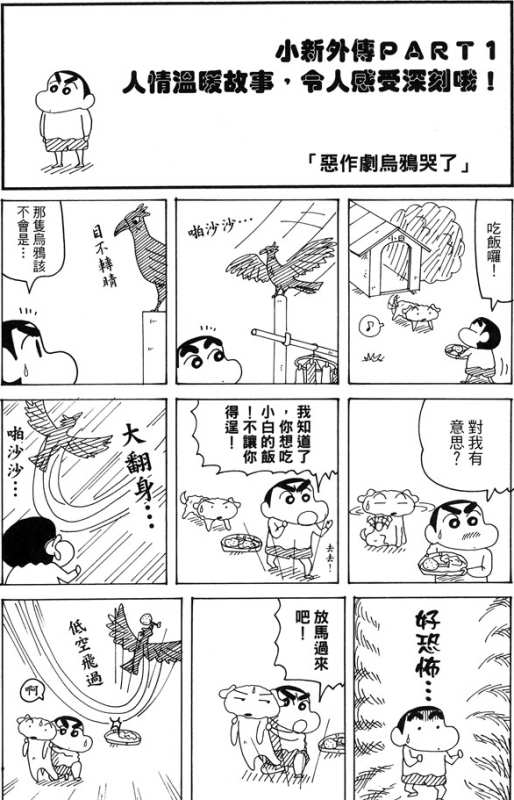 小新外傳PART1
人情溫暖故事，令人感受深刻哦！
「惡作劇烏鴉哭了」
吃飯囉！
小白
啪沙沙…
目不轉睛
那隻烏鴉該
不會是…
對我有
意思？
我知道了
，你想吃
小白的飯
！不讓你
得逞！
去去！
大翻身…
啪沙沙…
好恐怖…
放馬過來
吧！
低空飛過
啊